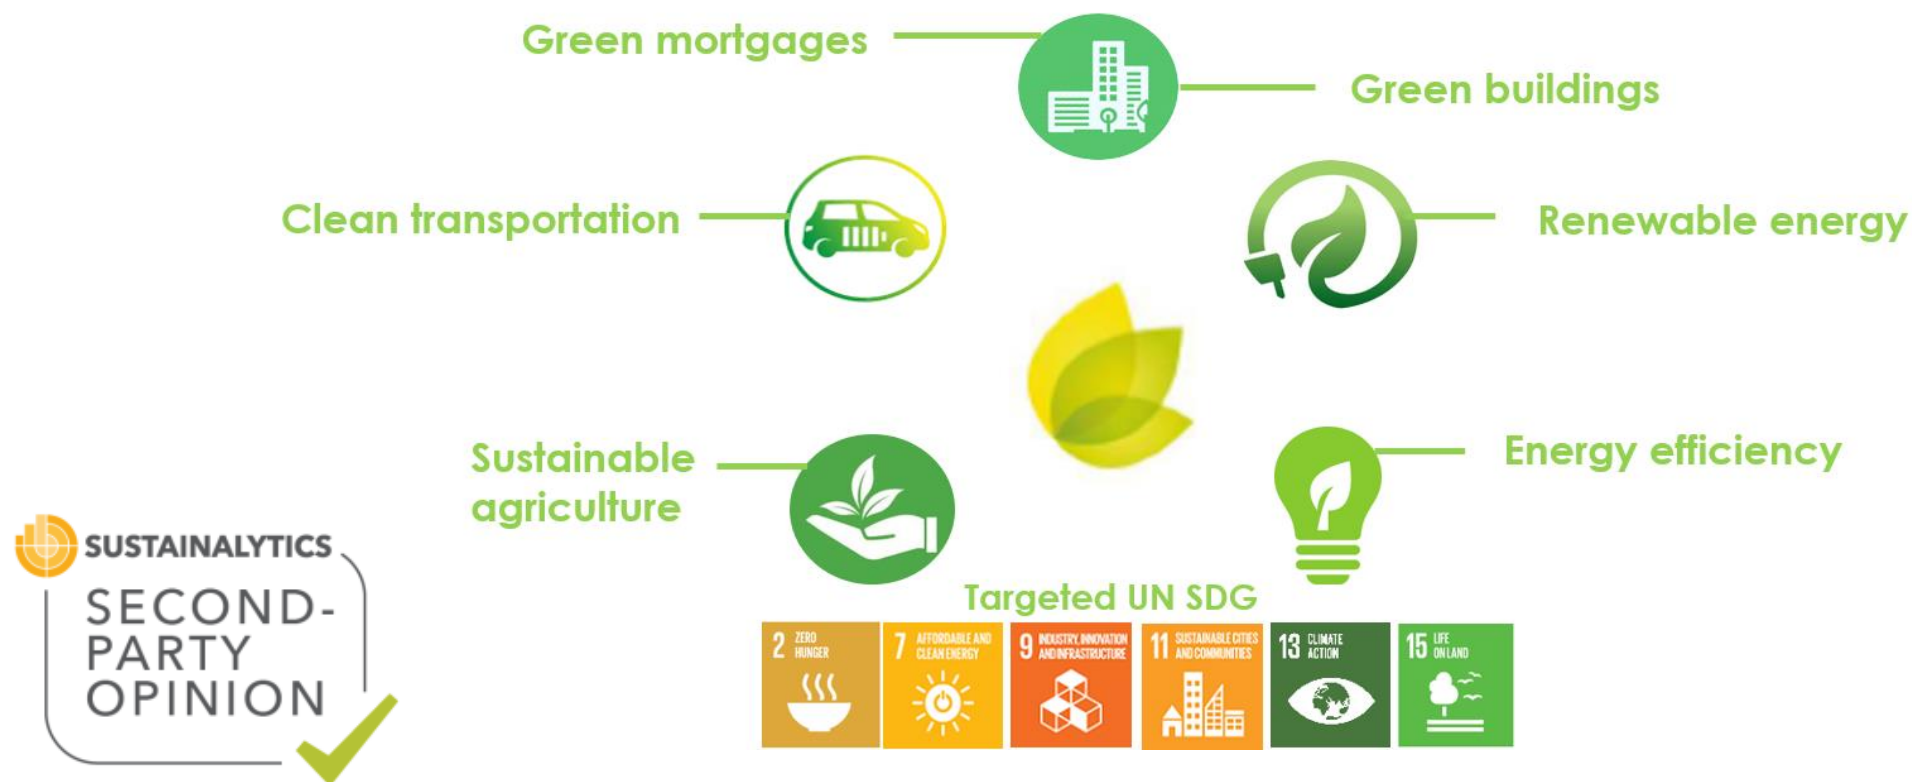 Green mortgages
Green buildings
Clean transportation
Renewable energy
Sustainable
agriculture
Energy efficiency
SUSTAINALYTICS
SECOND-
PARTY
OPINION
Targeted UN SDG
2 ZERO
HUNGER
7 AFFORDABLE AND
CLEAN ENERGY
9 INDUSTRY, INNOVATION
AND INFRASTRUCTURE
11 SUSTAINABLE CITIES
AND COMMUNITIES
13 CLIMATE
ACTION
15 LIFE
ON LAND